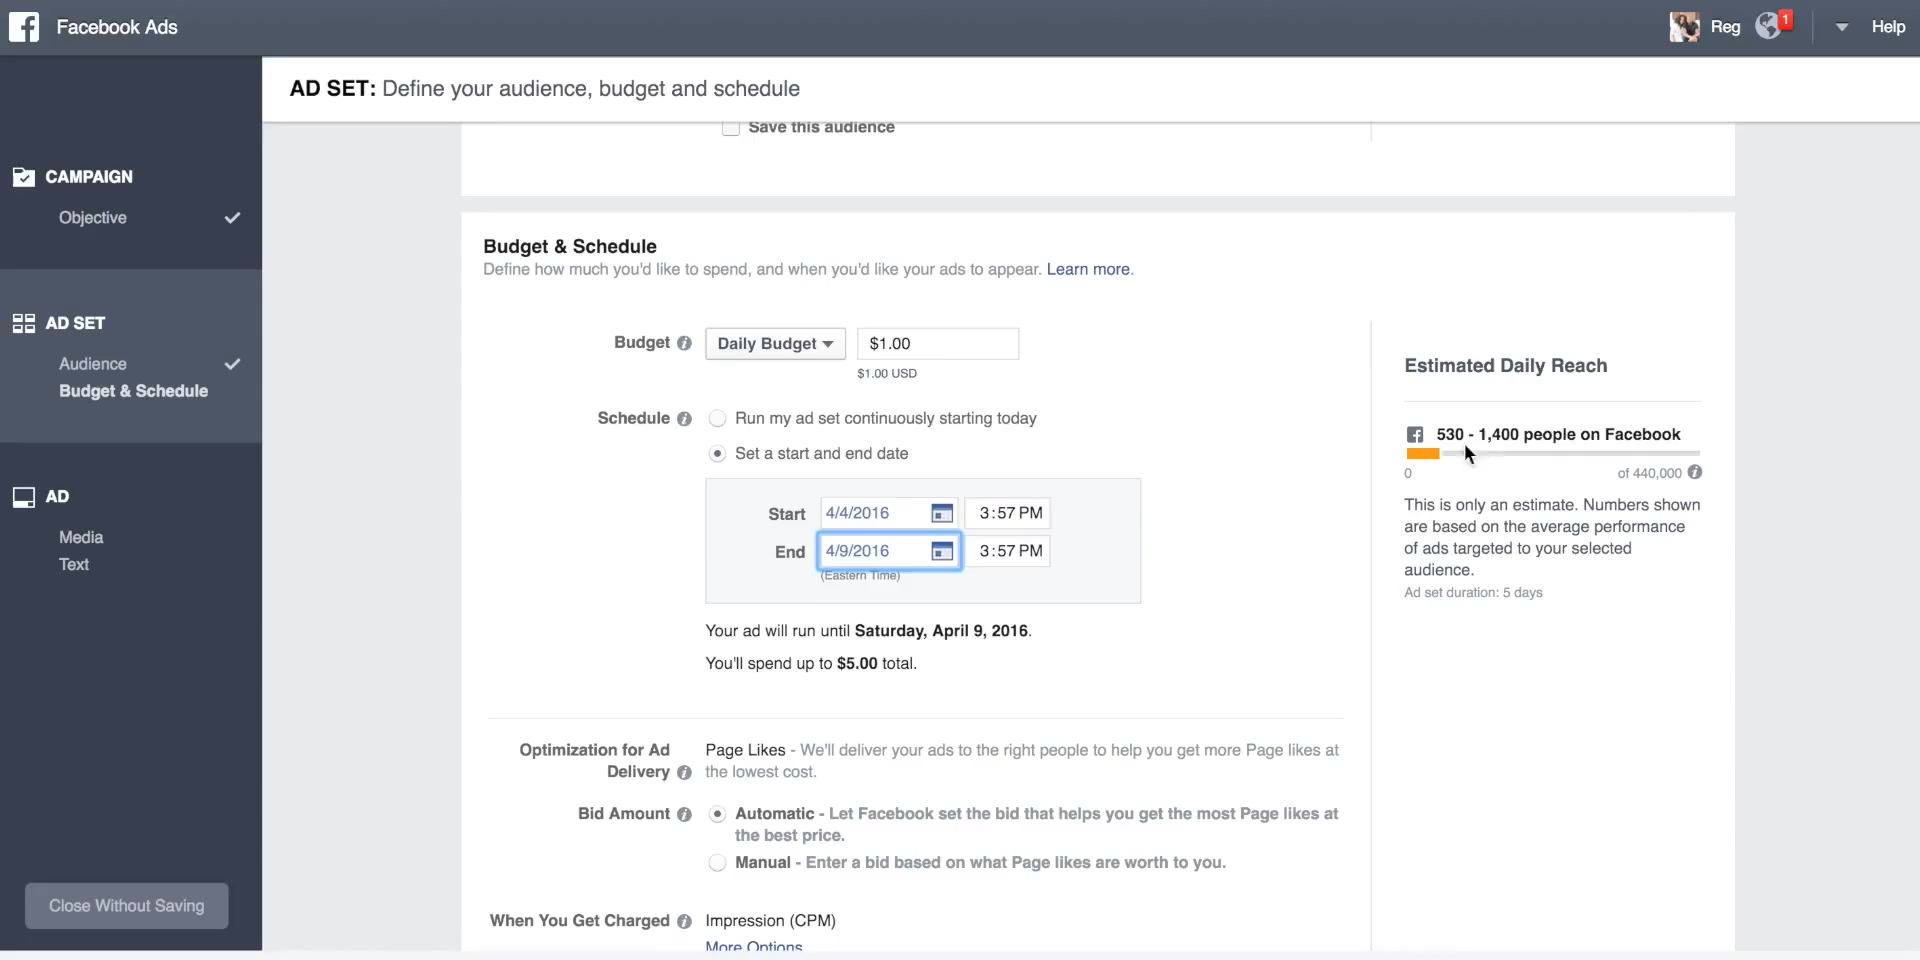 Facebook Ads
Reg
1
Help
AD SET: Define your audience, budget and schedule
CAMPAIGN
Objective
AD SET
Audience
Budget & Schedule
AD
Media
Text
Close Without Saving
Save this audience
Budget & Schedule
Define how much you'd like to spend, and when you'd like your ads to appear. Learn more.
Budget
Daily Budget
$1.00
$1.00 USD
Schedule
Run my ad set continuously starting today
Set a start and end date
Start
4/4/2016
3:57 PM
End
4/9/2016
3:57 PM
(Eastern Time)
Your ad will run until Saturday, April 9, 2016.
You'll spend up to $5.00 total.
Optimization for Ad
Delivery
Page Likes - We'll deliver your ads to the right people to help you get more Page likes at
the lowest cost.
Bid Amount
Automatic - Let Facebook set the bid that helps you get the most Page likes at
the best price.
Manual - Enter a bid based on what Page likes are worth to you.
When You Get Charged
Impression (CPM)
More Options
Estimated Daily Reach
530 - 1,400 people on Facebook
0
of 440,000
This is only an estimate. Numbers shown
are based on the average performance
of ads targeted to your selected
audience.
Ad set duration: 5 days